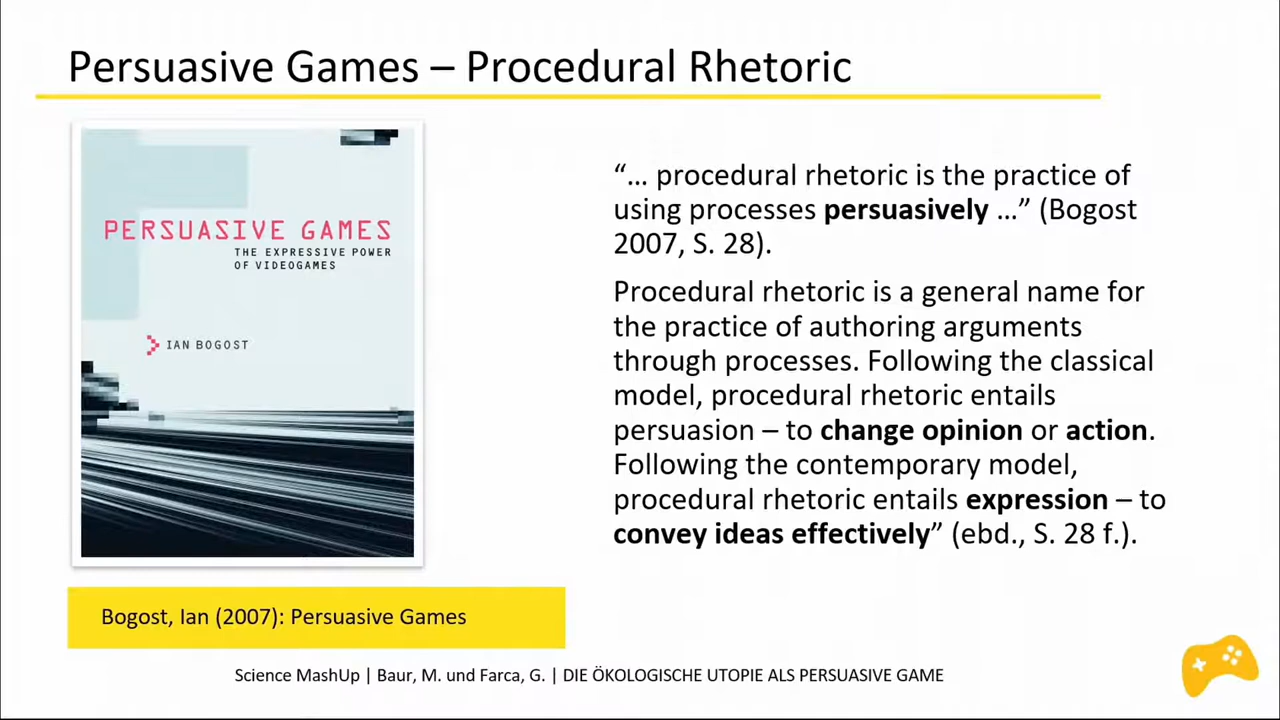 Persuasive Games – Procedural Rhetoric
PERSUASIVE GAMES
THE EXPRESSIVE POWER
OF VIDEOGAMES
IAN BOGOST
“… procedural rhetoric is the practice of
using processes persuasively …” (Bogost
2007, S. 28).
Procedural rhetoric is a general name for
the practice of authoring arguments
through processes. Following the classical
model, procedural rhetoric entails
persuasion – to change opinion or action.
Following the contemporary model,
procedural rhetoric entails expression – to
convey ideas effectively” (ebd., S. 28 f.).
Bogost, Ian (2007): Persuasive Games
Science MashUp | Baur, M. und Farca, G. | DIE ÖKOLOGISCHE UTOPIE ALS PERSUASIVE GAME